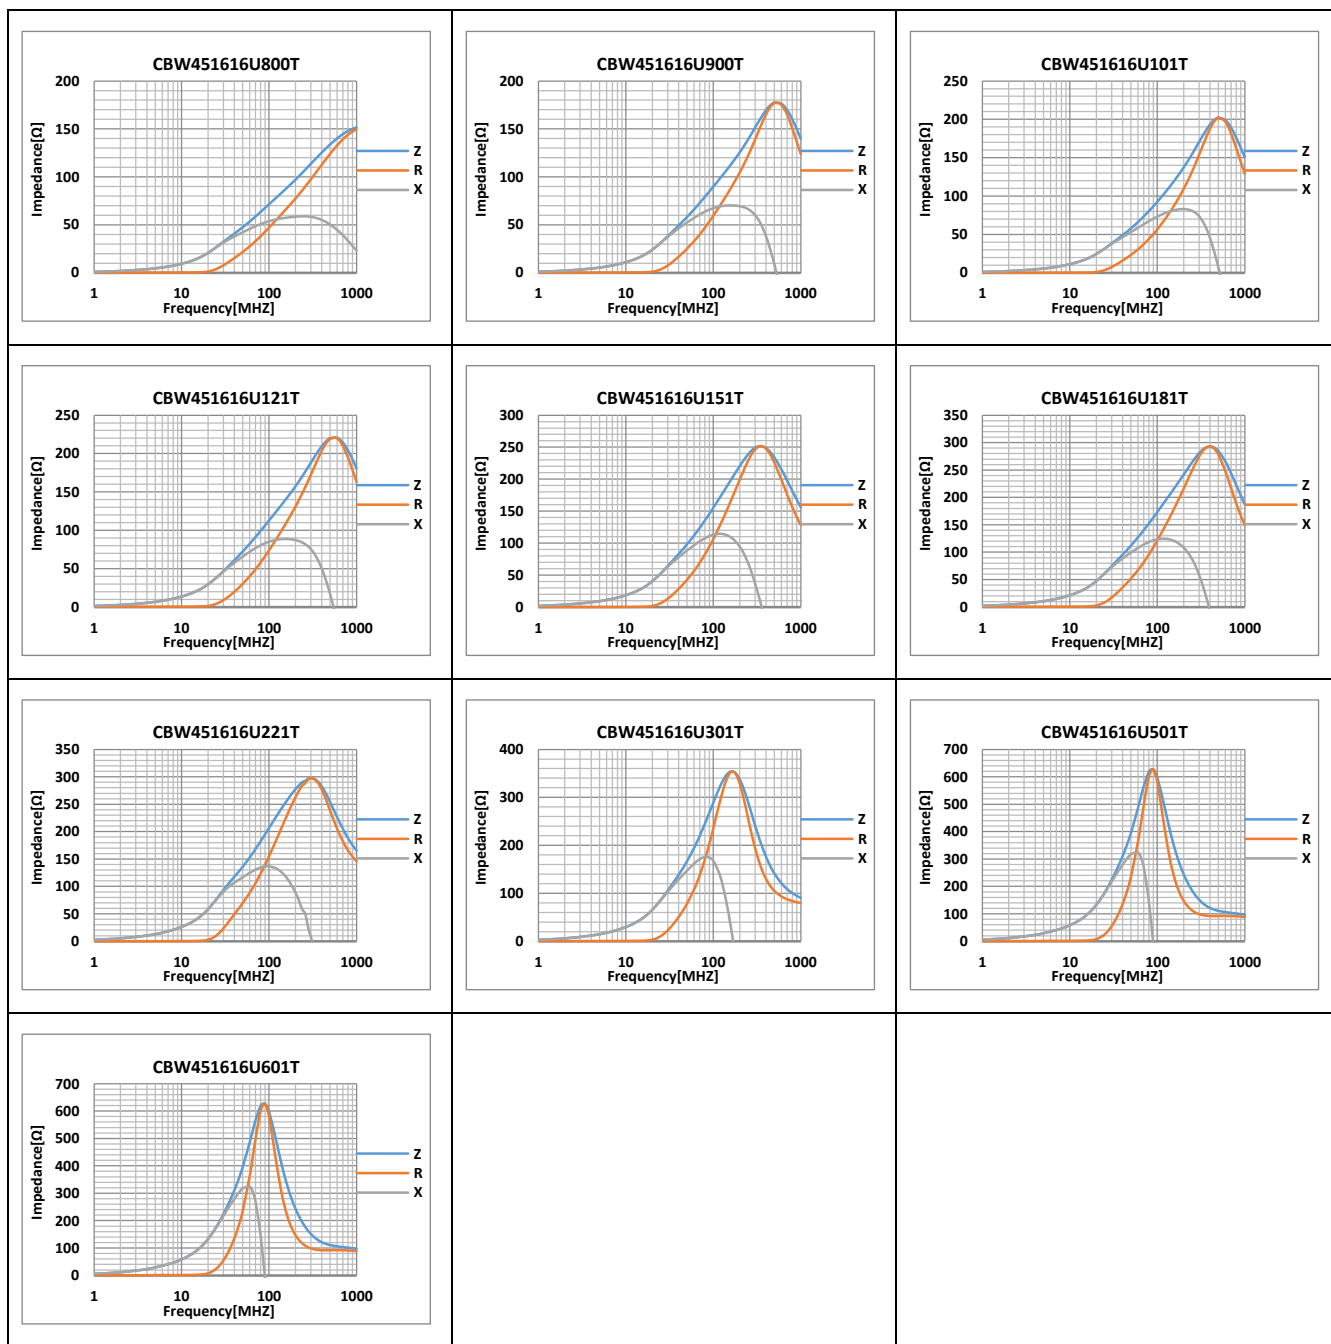 CBW451616U800T
Impedance[Ω]
200
150
100
50
0
1 10 100 1000
Frequency[MHZ]
Z
R
X
CBW451616U900T
Impedance[Ω]
200
150
100
50
0
1 10 100 1000
Frequency[MHZ]
Z
R
X
CBW451616U101T
Impedance[Ω]
250
200
150
100
50
0
1 10 100 1000
Frequency[MHZ]
Z
R
X
CBW451616U121T
Impedance[Ω]
250
200
150
100
50
0
1 10 100 1000
Frequency[MHZ]
Z
R
X
CBW451616U151T
Impedance[Ω]
300
250
200
150
100
50
0
1 10 100 1000
Frequency[MHZ]
Z
R
X
CBW451616U181T
Impedance[Ω]
350
300
250
200
150
100
50
0
1 10 100 1000
Frequency[MHZ]
Z
R
X
CBW451616U221T
Impedance[Ω]
350
300
250
200
150
100
50
0
1 10 100 1000
Frequency[MHZ]
Z
R
X
CBW451616U301T
Impedance[Ω]
400
300
200
100
0
1 10 100 1000
Frequency[MHZ]
Z
R
X
CBW451616U501T
Impedance[Ω]
700
600
500
400
300
200
100
0
1 10 100 1000
Frequency[MHZ]
Z
R
X
CBW451616U601T
Impedance[Ω]
700
600
500
400
300
200
100
0
1 10 100 1000
Frequency[MHZ]
Z
R
X